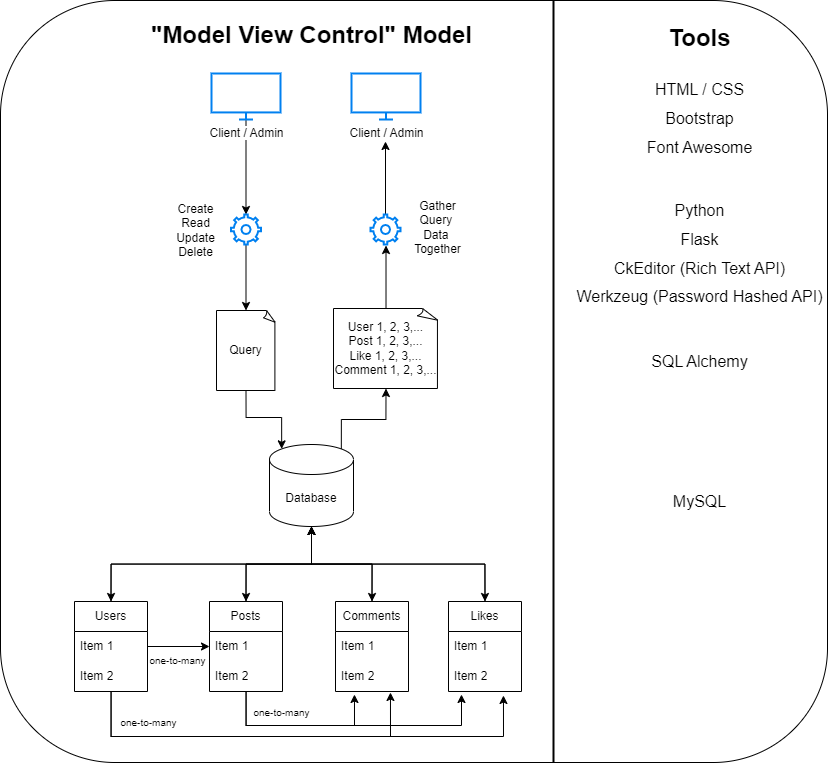 "Model View Control" Model
Client / Admin
Client / Admin
Create
Read
Update
Delete
Gather
Query
Data
Together
Query
User 1, 2, 3,...
Post 1, 2, 3,...
Like 1, 2, 3,...
Comment 1, 2, 3,...
Database
Users
Item 1
Item 2
one-to-many
Posts
Item 1
Item 2
Comments
Item 1
Item 2
Likes
Item 1
Item 2
one-to-many
one-to-many
Tools
HTML / CSS
Bootstrap
Font Awesome
Python
Flask
CkEditor (Rich Text API)
Werkzeug (Password Hashed API)
SQL Alchemy
MySQL